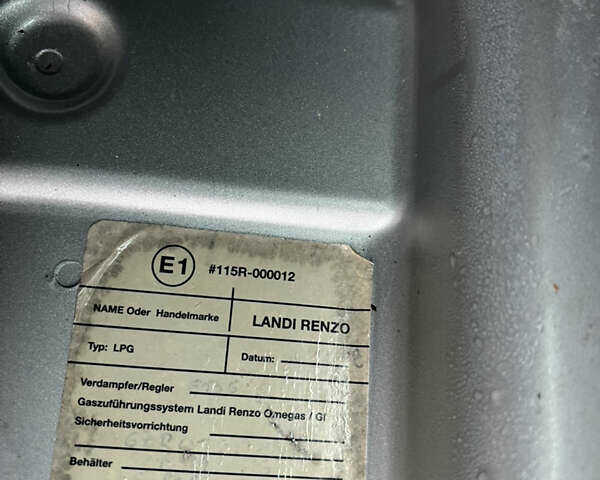 E1 #115R-000012
NAME Oder Handelmarke LANDI RENZO
Typ: LPG Datum:
Verdampfer/Regler
Gaszuführungssystem Landi Renzo Omegas / GI
Sicherheitsvorrichtung
Behälter